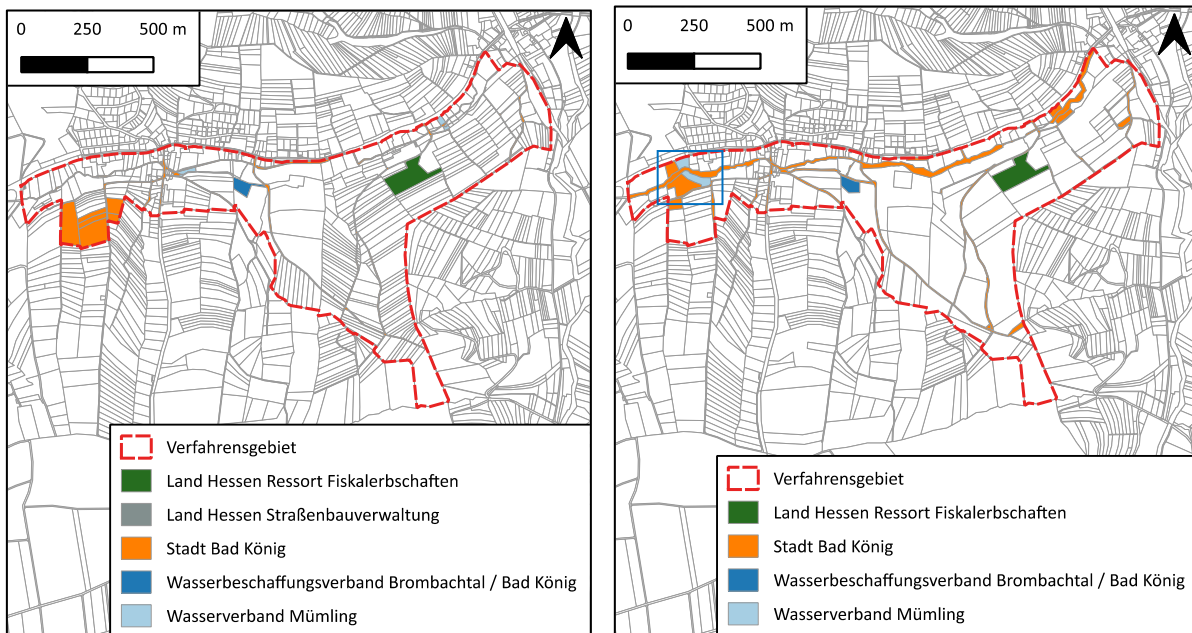 0 250 500 m
Verfahrensgebiet
Land Hessen Ressort Fiskalerbschaften
Land Hessen Straßenbauverwaltung
Stadt Bad König
Wasserbeschaffungsverband Brombachtal / Bad König
Wasserverband Mümling
0 250 500 m
Verfahrensgebiet
Land Hessen Ressort Fiskalerbschaften
Stadt Bad König
Wasserbeschaffungsverband Brombachtal / Bad König
Wasserverband Mümling